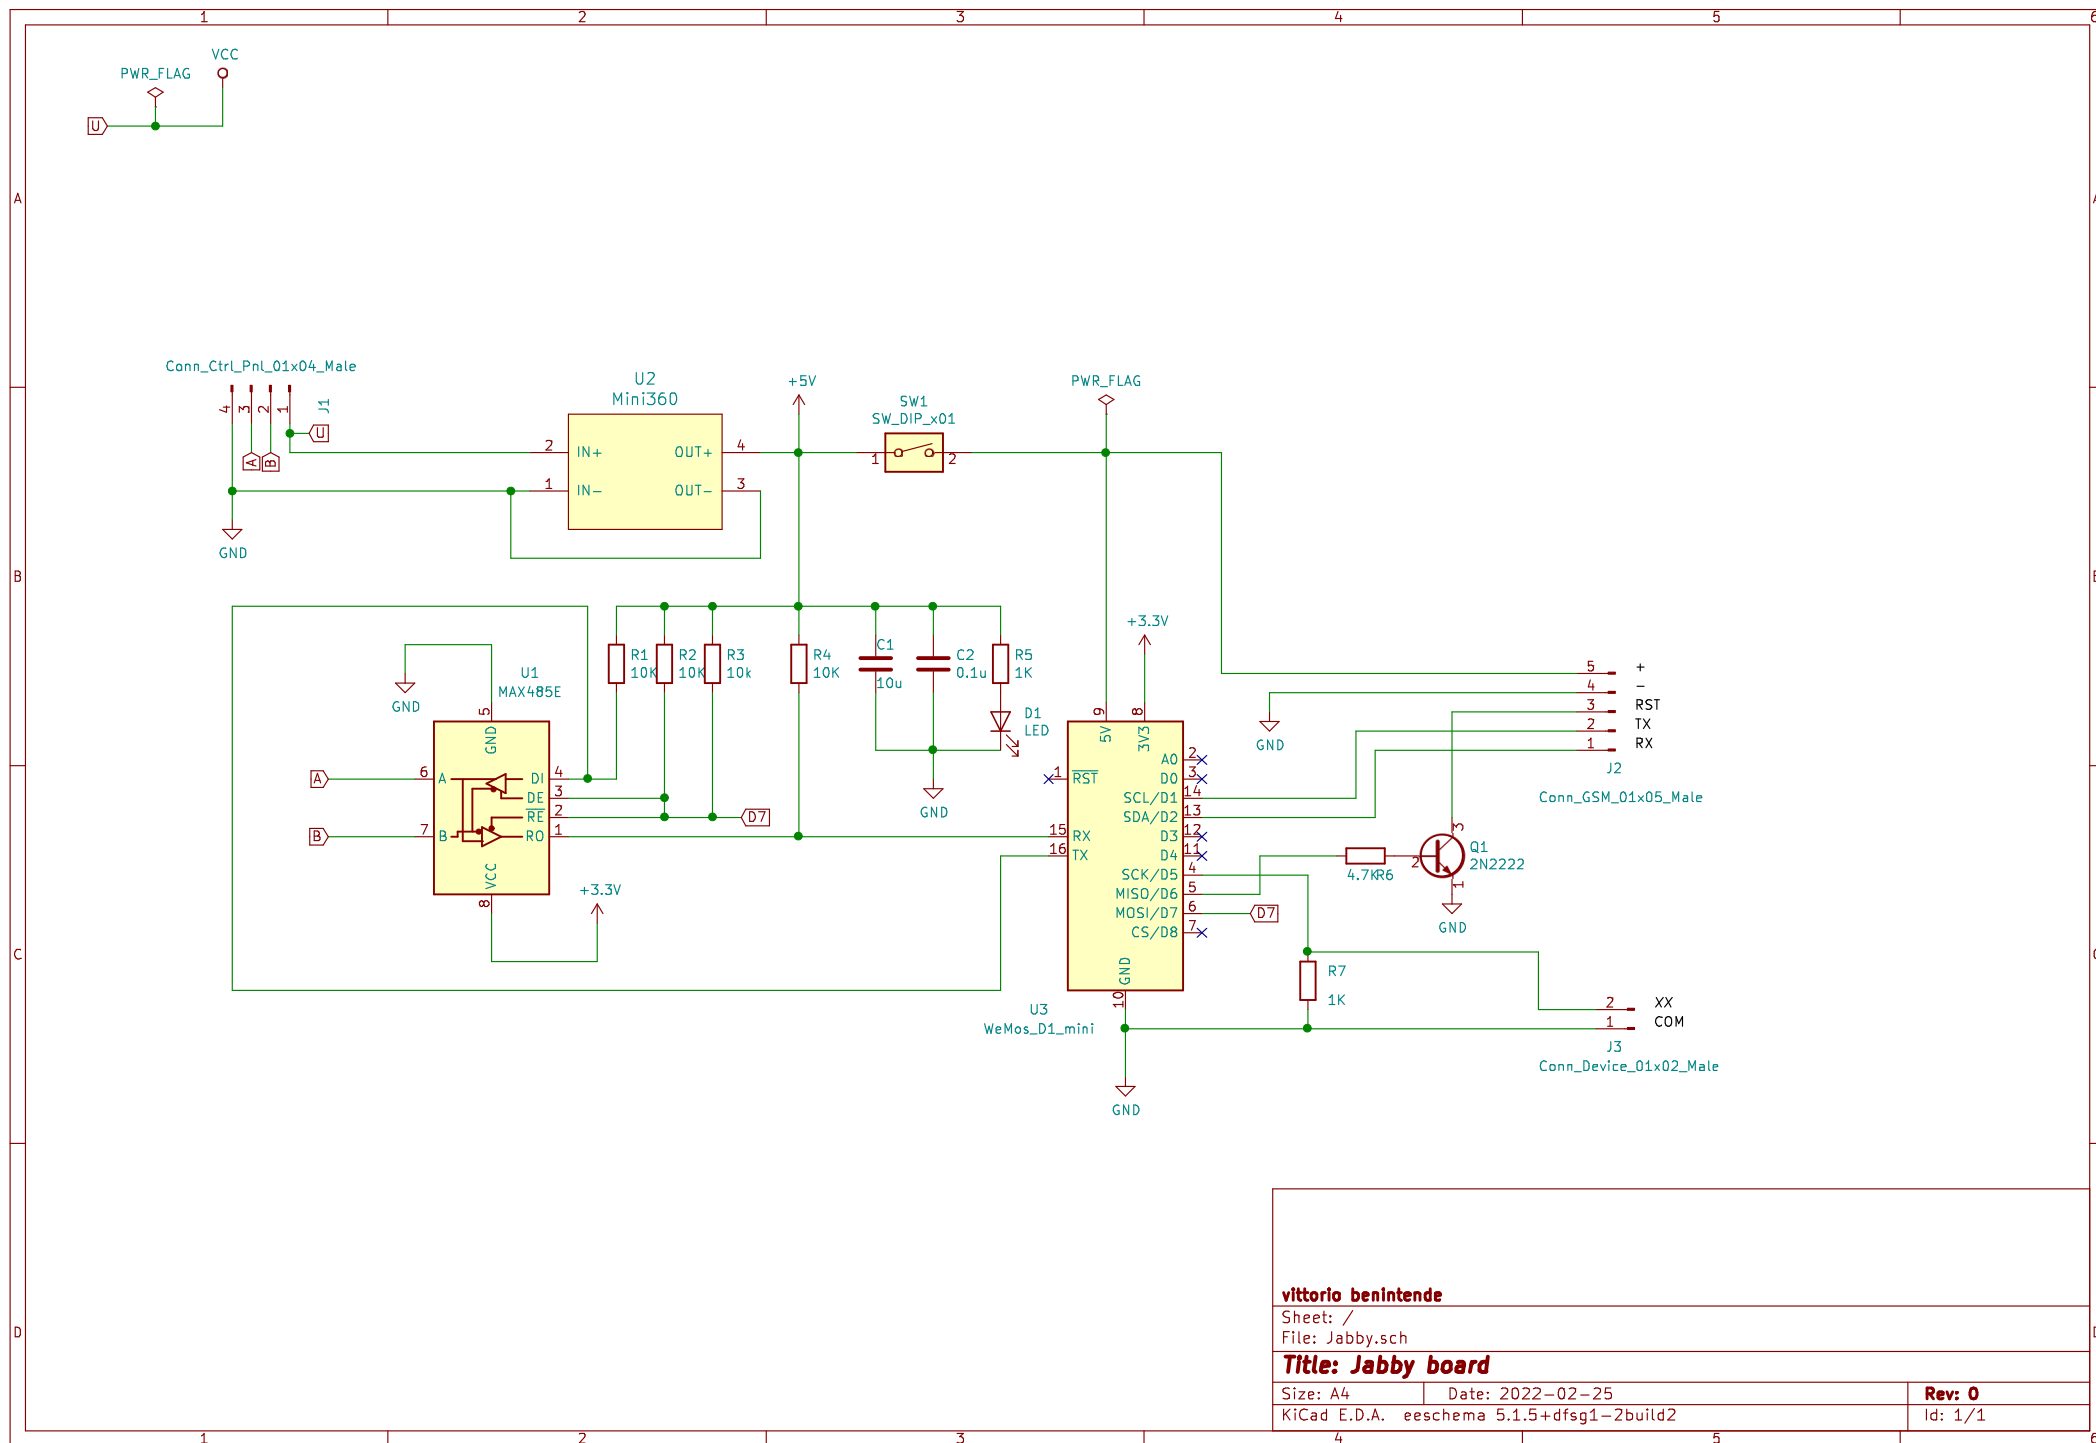 1 2 3 4 5 6
VCC
PWR_FLAG
U
A
Conn_Ctrl_Pnl_01x04_Male
4 3 2 1 J1
U
A B
GND
U2
Mini360
2 IN+ OUT+ 4
1 IN- OUT- 3
+5V
SW1
SW_DIP_x01
1 2
PWR_FLAG
B
+3.3V
R1
10K
R2
10K
R3
10k
R4
10K
C1
10u
C2
0.1u
R5
1K
D1
LED
GND
GND
U1
MAX485E
5
GND
A 6 A DI 4
DE 3
RE 2 D7
B 7 B RO 1
VCC
8
+3.3V
9 8
5V 3V3
A0 2
1 RST D0 3
SCL/D1 14
SDA/D2 13
15 RX D3 12
16 TX D4 11
SCK/D5 4
MISO/D6 5
MOSI/D7 6 D7
CS/D8 7
GND
10
U3
WeMos_D1_mini
GND
5 +
4 -
3 RST
2 TX
1 RX
GND
J2
Conn_GSM_01x05_Male
3
Q1
2N2222
2
1
4.7K R6
GND
C
R7
1K
2 XX
1 COM
J3
Conn_Device_01x02_Male
D
vittorio benintende
Sheet: /
File: Jabby.sch
Title: Jabby board
Size: A4 Date: 2022-02-25 Rev: 0
KiCad E.D.A. eeschema 5.1.5+dfsg1-2build2 Id: 1/1
1 2 3 4 5 6